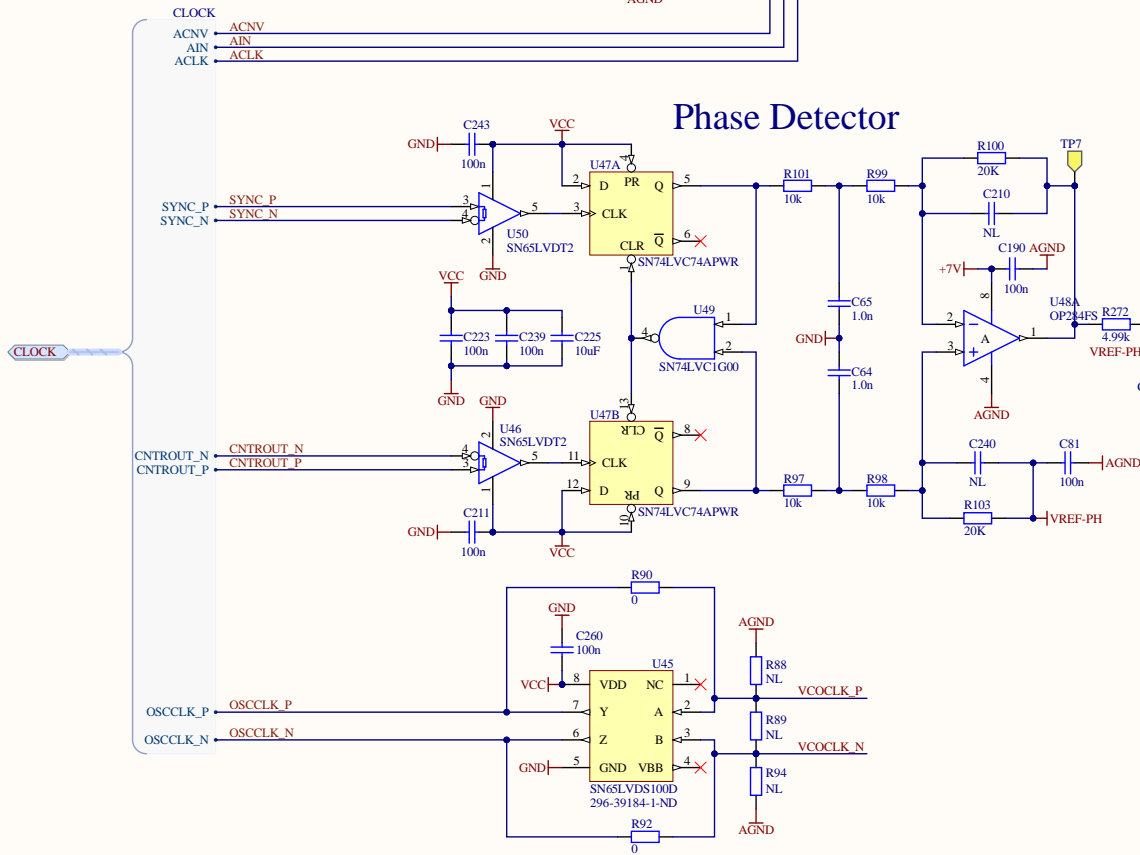 AGND
CLOCK
ACNV ACNV
AIN AIN
ACLK ACLK
Phase Detector
C243
GND
100n
VCC
U47A
4
2 D PR Q 5
3 CLK
CLR Q 6
1
SN74LVC74APWR
SYNC_P SYNC_P
SYNC_N SYNC_N
1
3
4
5
2
U50
SN65LVDT2
GND
R101
10k
R99
10k
R100
20K
TP7
C210
NL
C190 AGND
+7V
100n
8
U48A
OP284FS
2
3
A
1
4
AGND
R272
4.99k
VREF-PH
VCC
C223
100n
C239
100n
C225
10uF
GND
U49
4
1
2
SN74LVC1G00
C65
1.0n
GND
C64
1.0n
CLOCK
GND
U46
SN65LVDT2
2
4
3
5
1
CNTROUT_N CNTROUT_N
CNTROUT_P CNTROUT_P
U47B
13
CLR Q 8
11 CLK
12 D PR Q 9
10
SN74LVC74APWR
C211
GND
100n
VCC
R97
10k
R98
10k
C240
NL
C81
100n
AGND
R103
20K
VREF-PH
R90
0
GND
C260
100n
U45
VCC
8 VDD NC 1
7 Y A 2
6 Z B 3
5 GND VBB 4
GND
SN65LVDS100D
296-39184-1-ND
OSCCLK_P OSCCLK_P
OSCCLK_N OSCCLK_N
AGND
R88
NL
VCOCLK_P
R89
NL
VCOCLK_N
R94
NL
AGND
R92
0